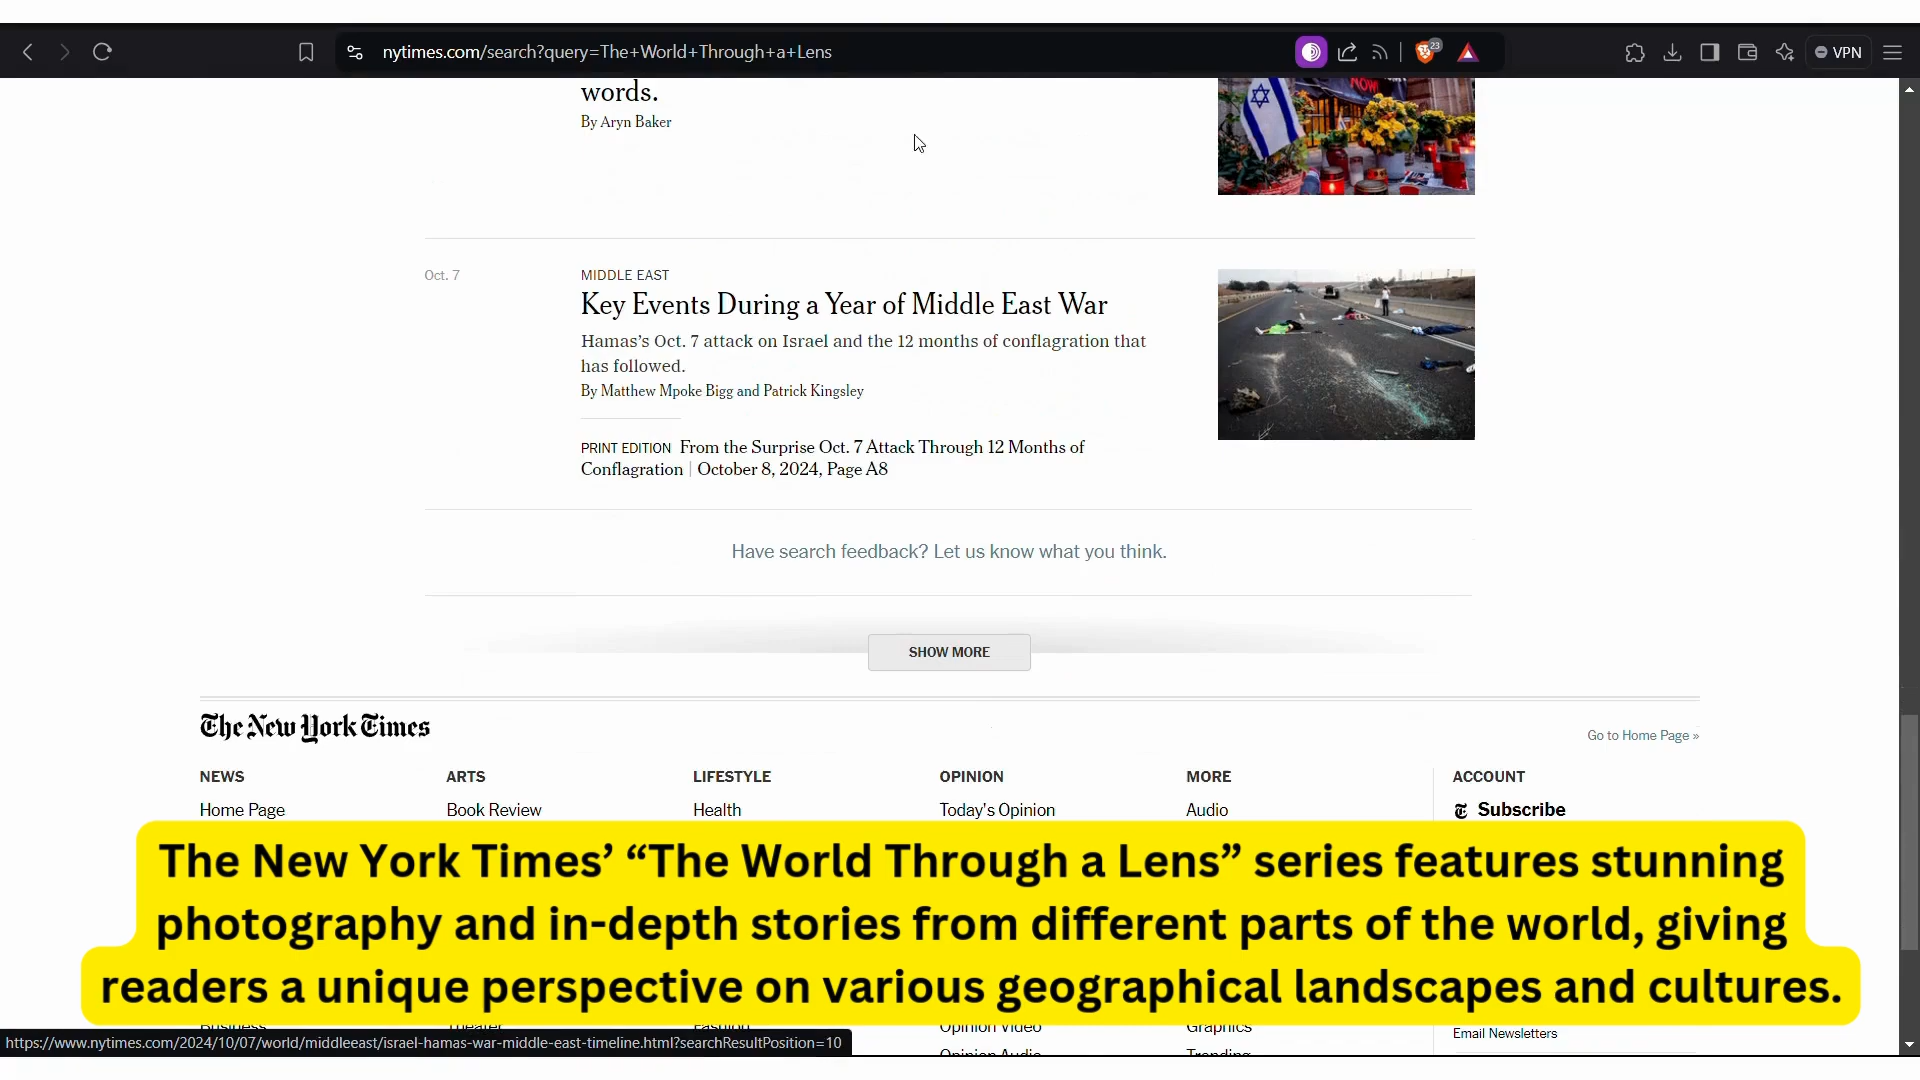 nytimes.com/search?query=The+World+Through+a+Lens
23
VPN
words.
By Aryn Baker
NOW!
Oct. 7
MIDDLE EAST
Key Events During a Year of Middle East War
Hamas’s Oct. 7 attack on Israel and the 12 months of conflagration that
has followed.
By Matthew Mpoke Bigg and Patrick Kingsley
PRINT EDITION From the Surprise Oct. 7 Attack Through 12 Months of
Conflagration | October 8, 2024, Page A8
Have search feedback? Let us know what you think.
SHOW MORE
The New York Times
Go to Home Page »
NEWS ARTS LIFESTYLE OPINION MORE ACCOUNT
Home Page Book Review Health Today's Opinion Audio Subscribe
The New York Times’ “The World Through a Lens” series features stunning
photography and in-depth stories from different parts of the world, giving
readers a unique perspective on various geographical landscapes and cultures.
Business Theater Fashion Opinion Video Graphics Email Newsletters
https://www.nytimes.com/2024/10/07/world/middleeast/israel-hamas-war-middle-east-timeline.html?searchResultPosition=10
Opinion Audio Trending